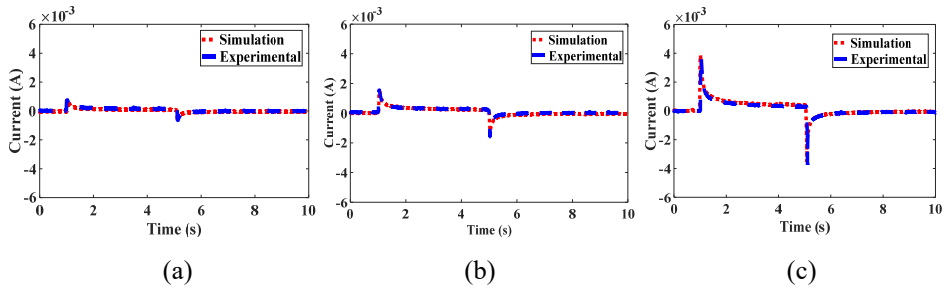 ×10⁻³
6
4
2
0
-2
-4
-6
Current (A)
Simulation
Experimental
0 2 4 6 8 10
Time (s)
(a)
×10⁻³
6
4
2
0
-2
-4
-6
Current (A)
Simulation
Experimental
0 2 4 6 8 10
Time (s)
(b)
×10⁻³
6
4
2
0
-2
-4
-6
Current (A)
Simulation
Experimental
0 2 4 6 8 10
Time (s)
(c)